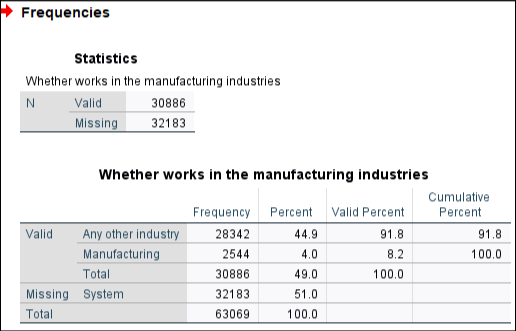 Frequencies
Statistics
Whether works in the manufacturing industries
N Valid 30886
Missing 32183
Whether works in the manufacturing industries
Frequency Percent Valid Percent Cumulative Percent
Valid Any other industry 28342 44.9 91.8 91.8
Manufacturing 2544 4.0 8.2 100.0
Total 30886 49.0 100.0
Missing System 32183 51.0
Total 63069 100.0